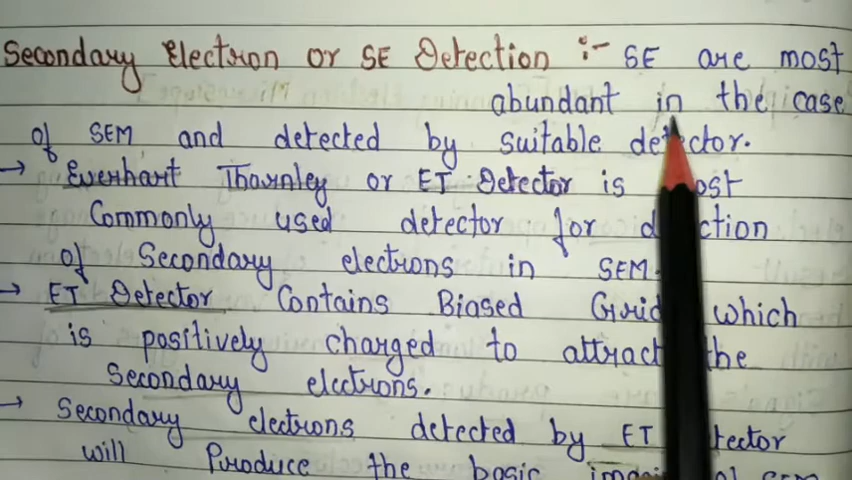 Secondary Electron or SE Detection :- SE are most
abundant in the case
of SEM and detected by suitable detector.
→ Everhart Thornley or ET Detector is most
Commonly used detector for detection
of Secondary electrons in SEM.
→ ET Detector Contains Biased Grid which
is positively charged to attract the
Secondary electrons.
→ Secondary electrons detected by ET Detector
will Produce the basic